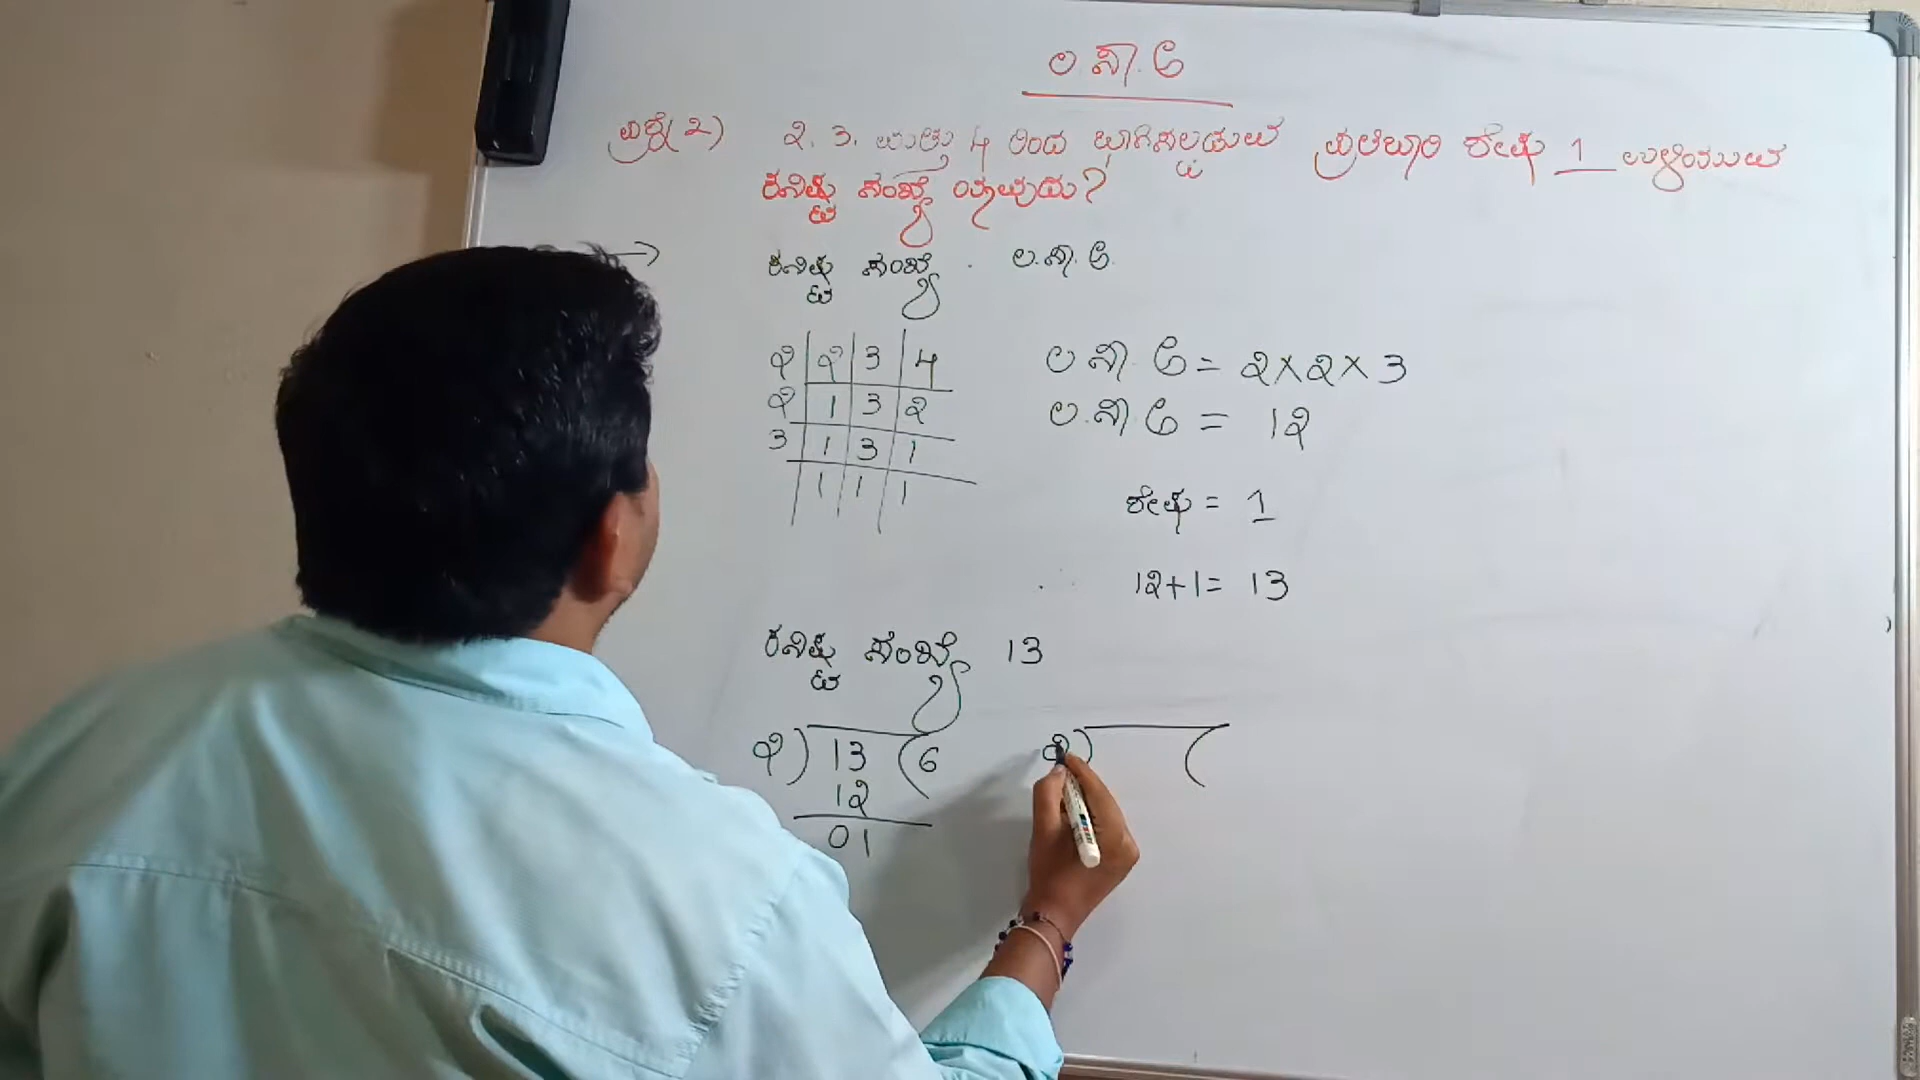 ಲ.ಸಾ.ಅ
ಪ್ರಶ್ನೆ(2) 2. 3. ಮತ್ತು 4 ರಿಂದ ಭಾಗಿಸಲ್ಪಡುವ ಪ್ರತಿಬಾರಿ ಶೇಷ 1 ಉಳಿಯುವ
ಕನಿಷ್ಟ ಸಂಖ್ಯೆ ಯಾವುದು?
ಕನಿಷ್ಟ ಸಂಖ್ಯೆ . ಲ.ಸಾ.ಅ.
2 2 3 4
2 1 3 2
3 1 3 1
1 1 1
ಲ ಸಾ. ಅ = 2×2×3
ಲ.ಸಾ ಅ = 12
ಶೇಷ = 1
12+1= 13
ಕನಿಷ್ಟ ಸಂಖ್ಯೆ 13
2) 13 (6
12
01
2) (